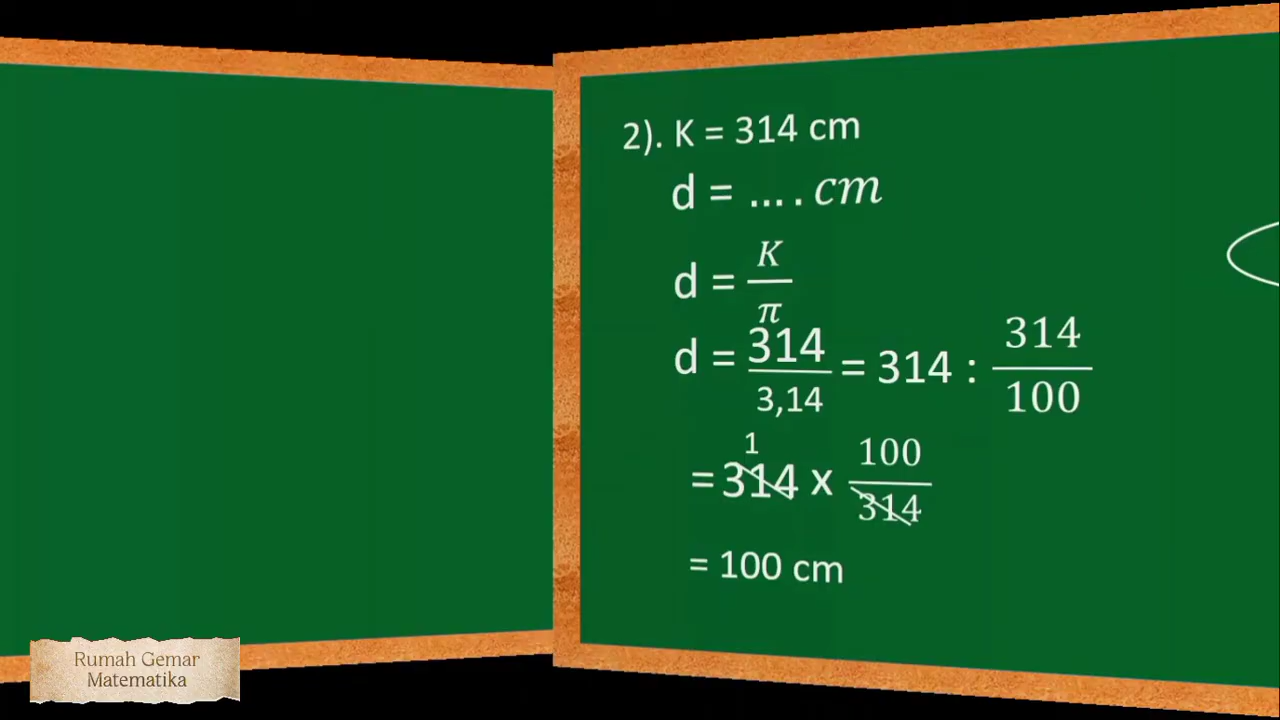 2). K = 314 cm
d = ... . cm
d = K/π
d = 314/3,14 = 314 : 314/100
1
= 314 x 100/314
= 100 cm
Rumah Gemar
Matematika